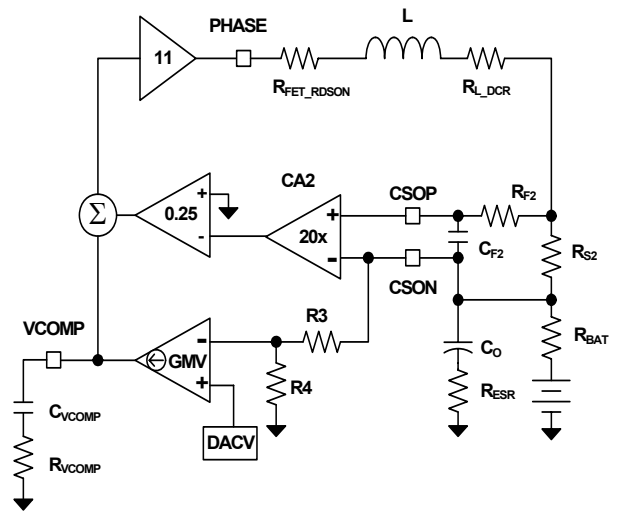 PHASE
L
11
RFET_RDSON
RL_DCR
CA2
CSOP
RF2
Σ
0.25
+
-
20x
+
-
CF2
RS2
CSON
VCOMP
R3
-
GMV
+
R4
CO
RBAT
RESR
CVCOMP
DACV
RVCOMP